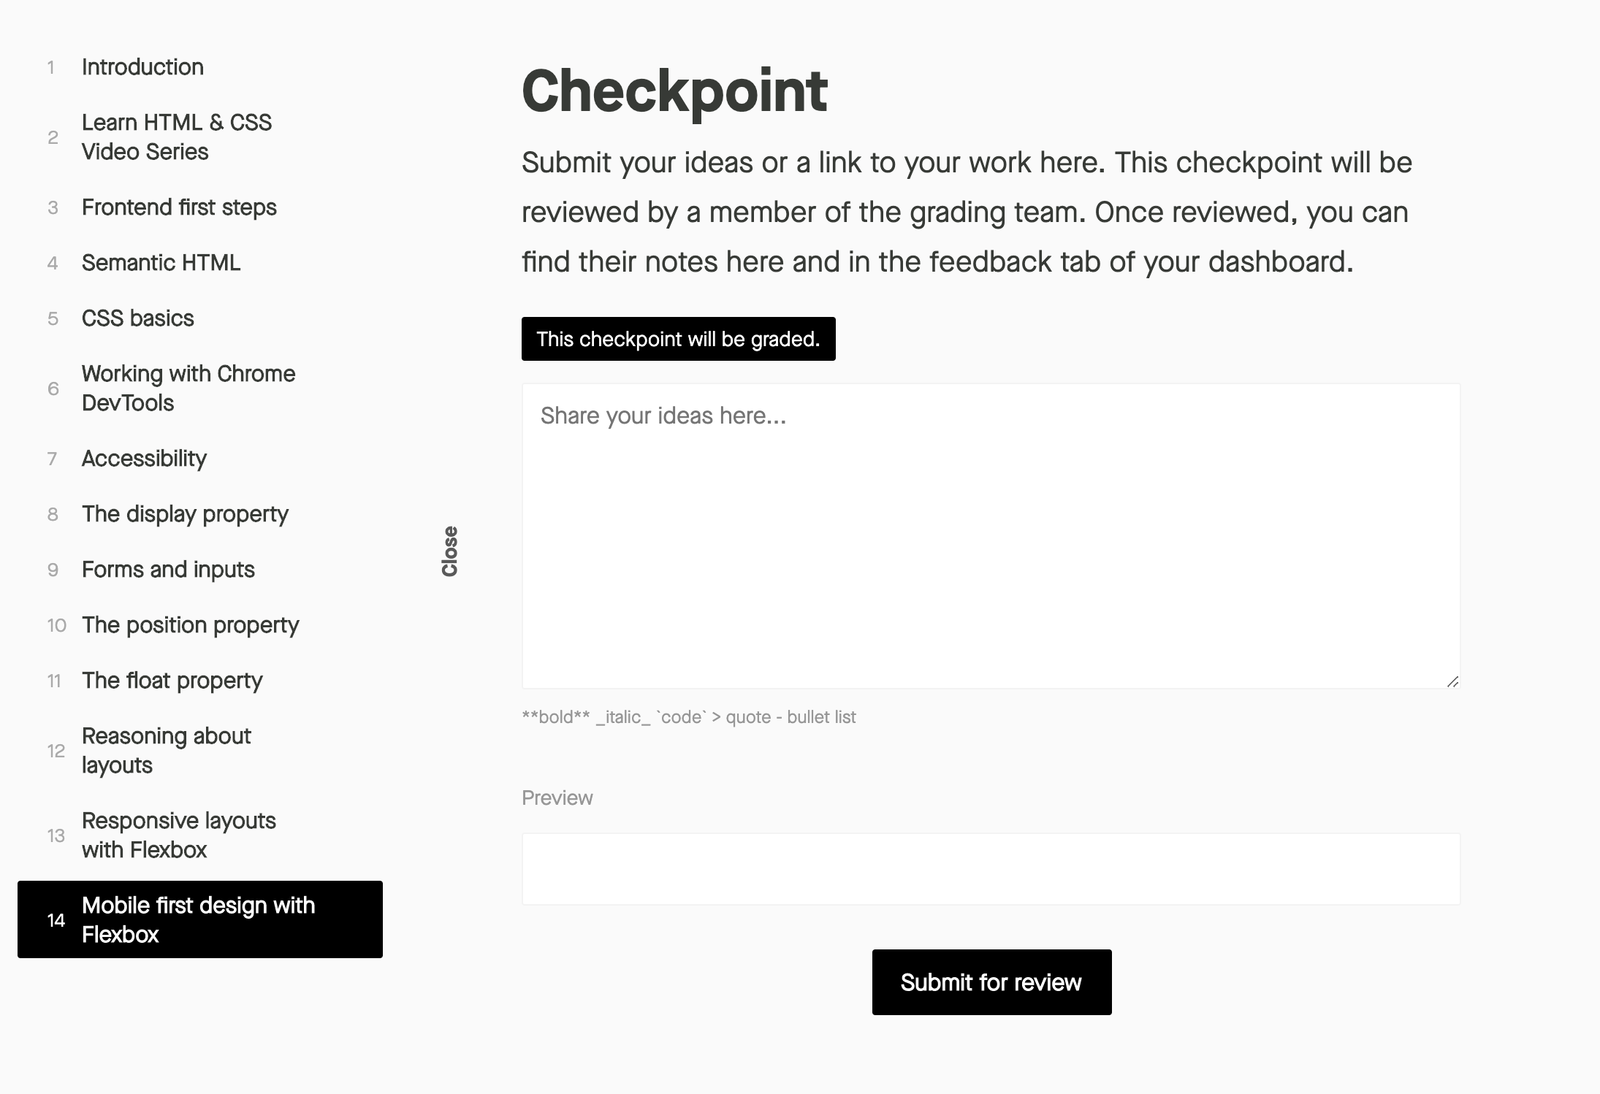 1 Introduction
2 Learn HTML & CSS
Video Series
3 Frontend first steps
4 Semantic HTML
5 CSS basics
6 Working with Chrome
DevTools
7 Accessibility
8 The display property
9 Forms and inputs
10 The position property
11 The float property
12 Reasoning about
layouts
13 Responsive layouts
with Flexbox
14 Mobile first design with
Flexbox
Close
Checkpoint
Submit your ideas or a link to your work here. This checkpoint will be
reviewed by a member of the grading team. Once reviewed, you can
find their notes here and in the feedback tab of your dashboard.
This checkpoint will be graded.
Share your ideas here...
**bold** _italic_ `code` > quote - bullet list
Preview
Submit for review